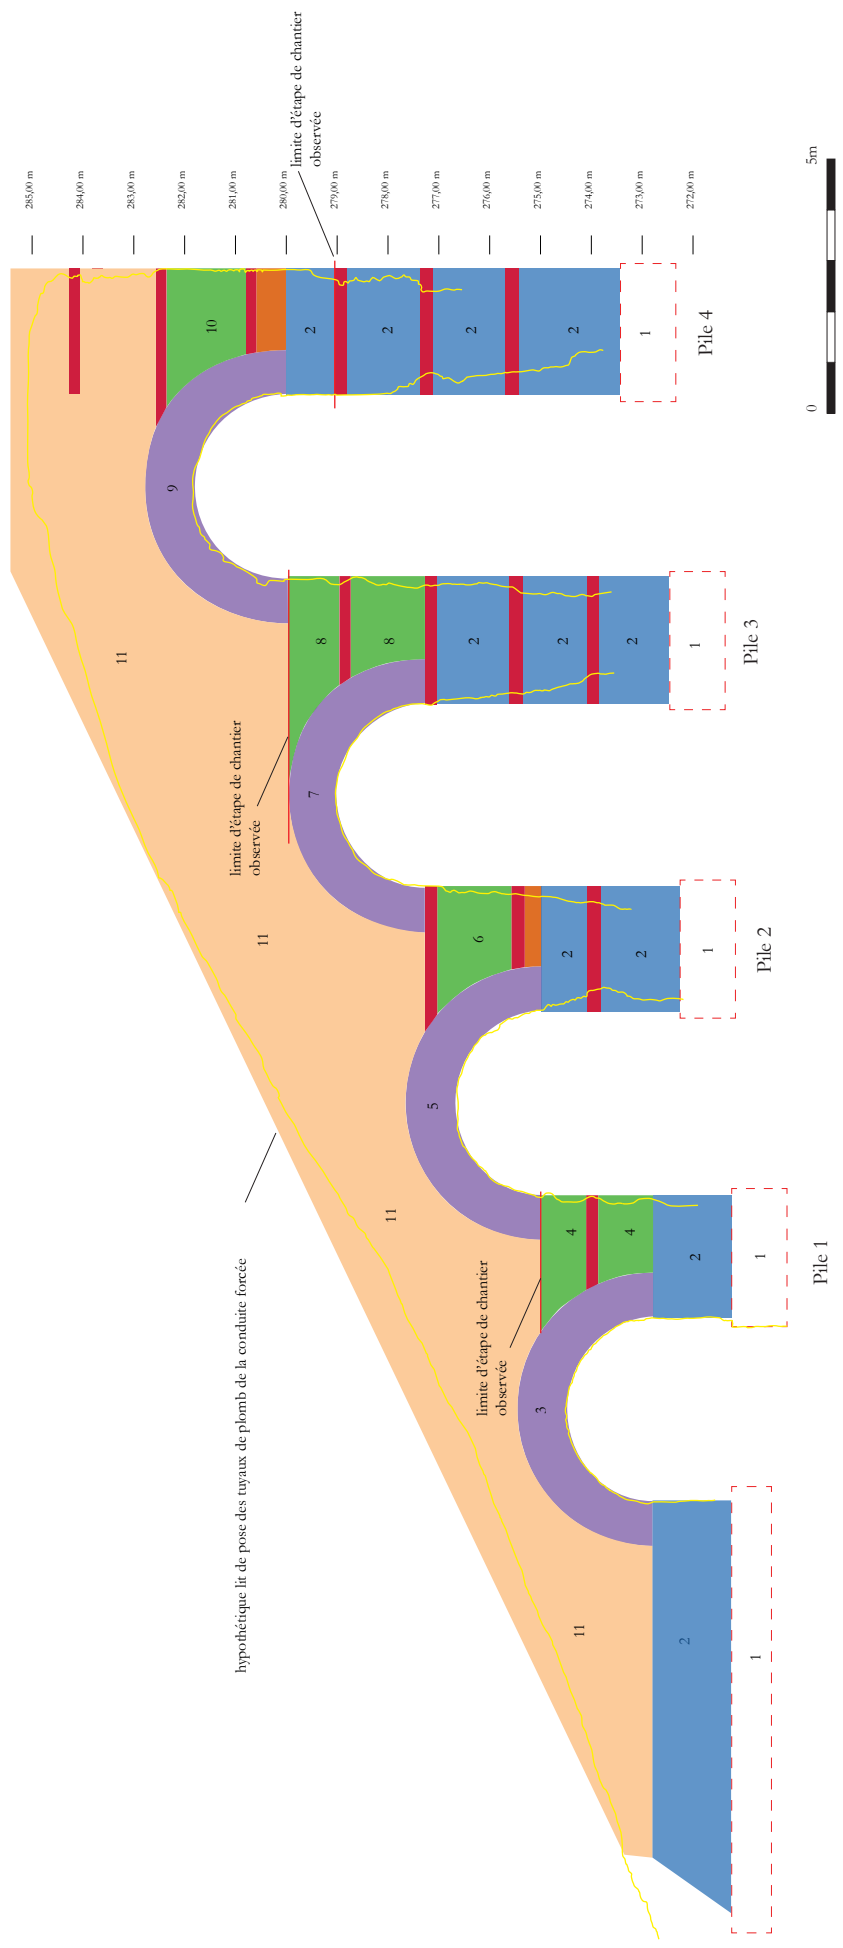 285,00 m
284,00 m
283,00 m
282,00 m
281,00 m
280,00 m
279,00 m
278,00 m
277,00 m
276,00 m
275,00 m
274,00 m
273,00 m
272,00 m
limite d'étape de chantier
observée
5m
0
10
2
2
2
2
1
Pile 4
9
11
8
8
2
2
2
1
Pile 3
limite d'étape de chantier
observée
7
11
6
2
2
1
Pile 2
5
11
4
4
2
1
Pile 1
limite d'étape de chantier
observée
3
hypothétique lit de pose des tuyaux de plomb de la conduite forcée
11
2
1